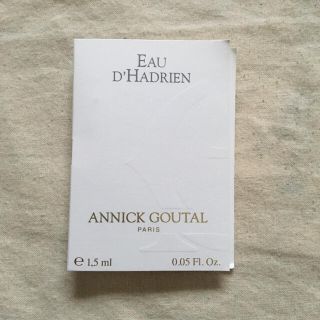 EAU
D'HADRIEN
ANNICK GOUTAL
PARIS
℮ 1,5 ml 0.05 Fl. Oz.